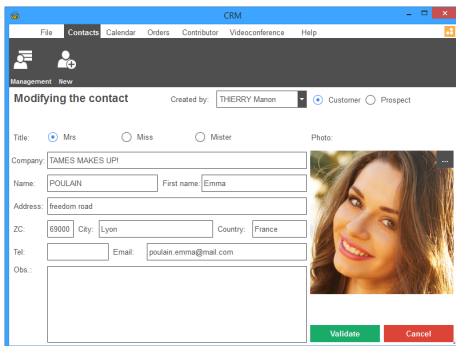 CRM
File Contacts Calendar Orders Contributor Videoconference Help
Management New
Modifying the contact Created by: THIERRY Manon Customer Prospect
Title: Mrs Miss Mister Photo:
Company: TAMES MAKES UP!
...
Name: POULAIN First name: Emma
Address: freedom road
ZC: 69000 City: Lyon Country: France
Tel: Email: poulain.emma@mail.com
Obs.:
Validate Cancel